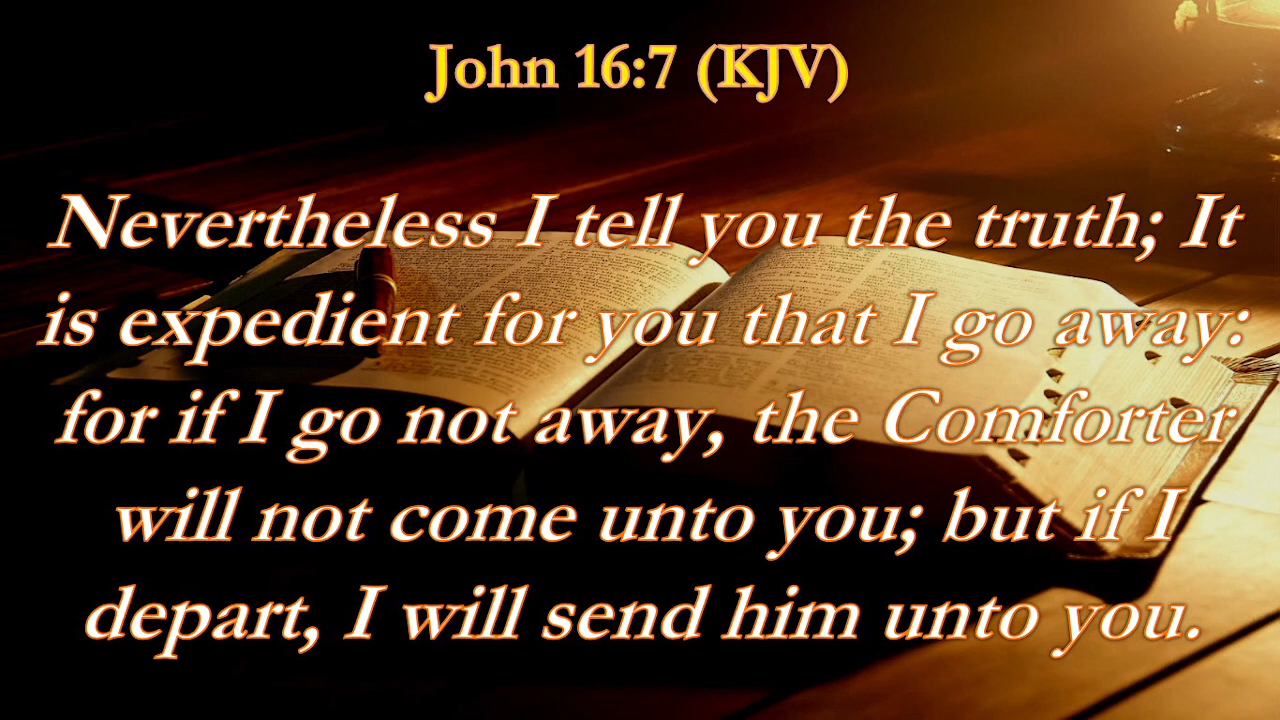 John 16:7 (KJV)
Nevertheless I tell you the truth; It
is expedient for you that I go away:
for if I go not away, the Comforter
will not come unto you; but if I
depart, I will send him unto you.